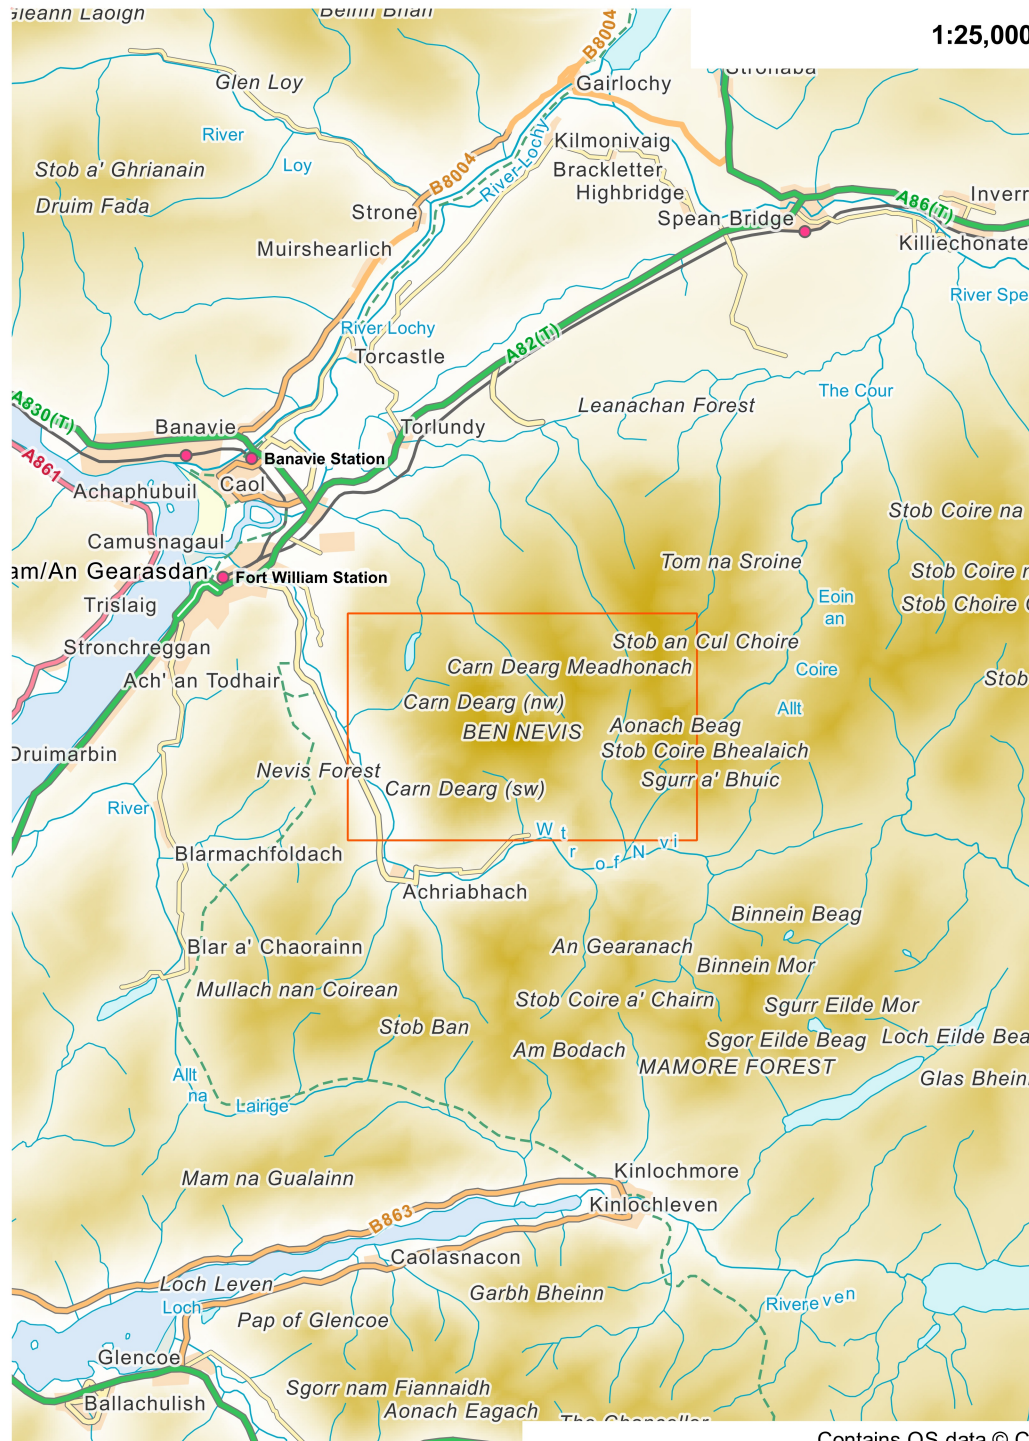 Gleann Laoigh
Beinn Bhan
B8004
1:25,000
Stronaba
Glen Loy
Gairlochy
River
Loy
Kilmonivaig
Brackletter
Highbridge
River Lochy
B8004
Stob a' Ghrianain
Druim Fada
Strone
Spean Bridge
A86(T)
Inverr
Killiechonate
Muirshearlich
River Spe
River Lochy
Torcastle
A82(T)
The Cour
Leanachan Forest
A830(T)
Banavie
Torlundy
A861
Banavie Station
Achaphubuil
Caol
Stob Coire na
Camusnagaul
am/An Gearasdan
Fort William Station
Tom na Sroine
Stob Coire
Trislaig
Eoin
an
Stob Choire
Stronchreggan
Stob an Cul Choire
Carn Dearg Meadhonach
Coire
Ach' an Todhair
Stob
Carn Dearg (nw)
Allt
BEN NEVIS
Aonach Beag
Druimarbin
Stob Coire Bhealaich
Nevis Forest
Sgurr a' Bhuic
Carn Dearg (sw)
River
Wtr of Nvi
Blarmachfoldach
Achriabhach
Binnein Beag
Blar a' Chaorainn
An Gearanach
Binnein Mor
Mullach nan Coirean
Stob Coire a' Chairn
Sgurr Eilde Mor
Stob Ban
Sgor Eilde Beag
Loch Eilde Bea
Am Bodach
MAMORE FOREST
Allt
na
Glas Bhein
Lairige
Mam na Gualainn
Kinlochmore
Kinlochleven
B863
Caolasnacon
Loch Leven
Loch
Garbh Bheinn
Rivere ven
Pap of Glencoe
Glencoe
Sgorr nam Fiannaidh
Ballachulish
Aonach Eagach
The Chancellor
Contains OS data © C